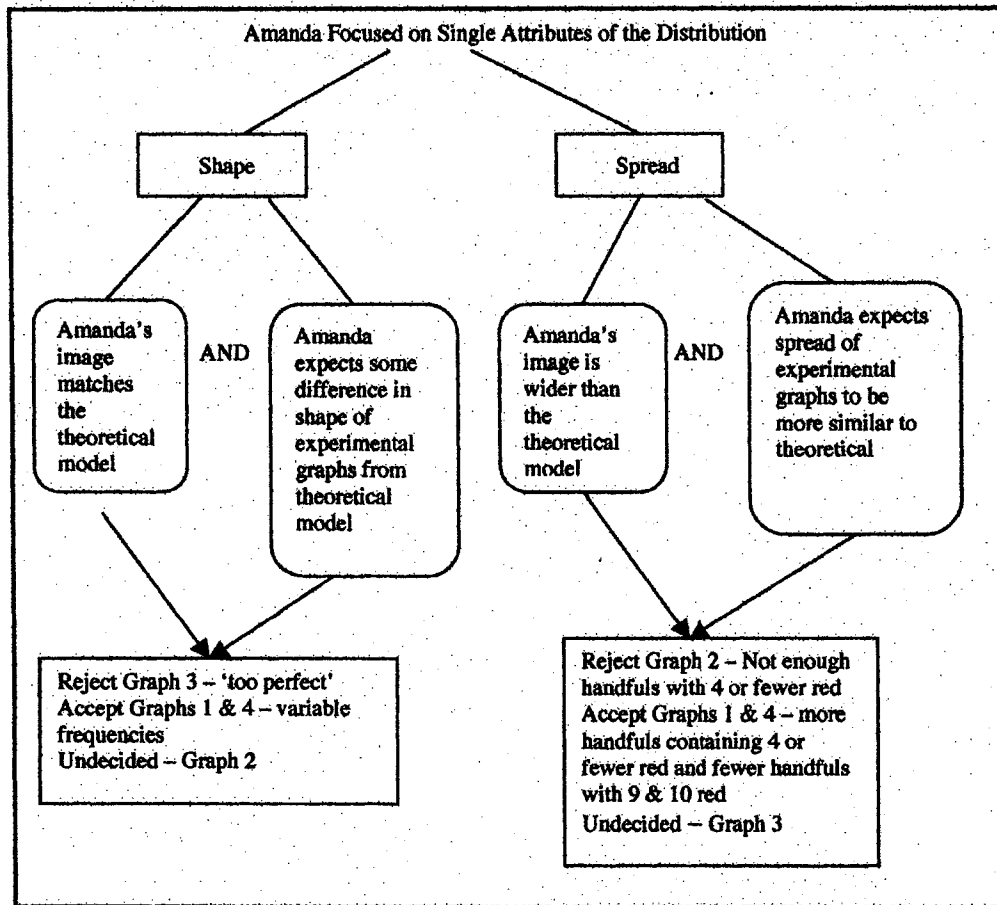 Amanda Focused on Single Attributes of the Distribution
Shape
Spread
Amanda's
image
matches
the
theoretical
model
AND
Amanda
expects some
difference in
shape of
experimental
graphs from
theoretical
model
Amanda's
image is
wider than
the
theoretical
model
AND
Amanda expects
spread of
experimental
graphs to be
more similar to
theoretical
Reject Graph 3 – 'too perfect'
Accept Graphs 1 & 4 – variable
frequencies
Undecided – Graph 2
Reject Graph 2 – Not enough
handfuls with 4 or fewer red
Accept Graphs 1 & 4 – more
handfuls containing 4 or
fewer red and fewer handfuls
with 9 & 10 red
Undecided – Graph 3